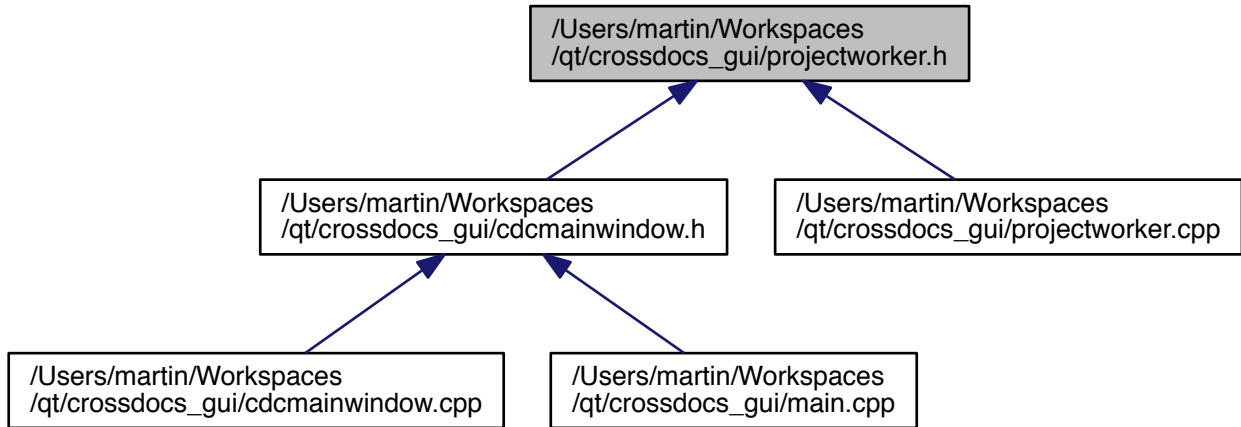 /Users/martin/Workspaces
/qt/crossdocs_gui/projectworker.h
/Users/martin/Workspaces
/qt/crossdocs_gui/cdcmainwindow.h
/Users/martin/Workspaces
/qt/crossdocs_gui/projectworker.cpp
/Users/martin/Workspaces
/qt/crossdocs_gui/cdcmainwindow.cpp
/Users/martin/Workspaces
/qt/crossdocs_gui/main.cpp